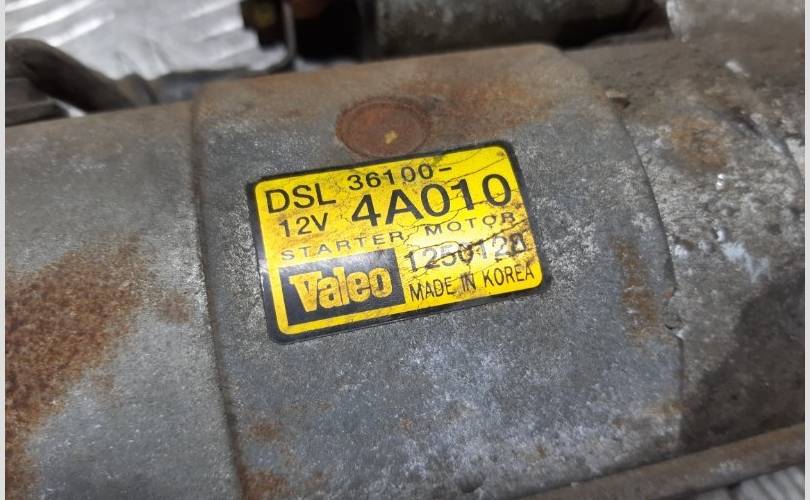 DSL 36100-
12V 4A010
STARTER MOTOR
Valeo
MADE IN KOREA